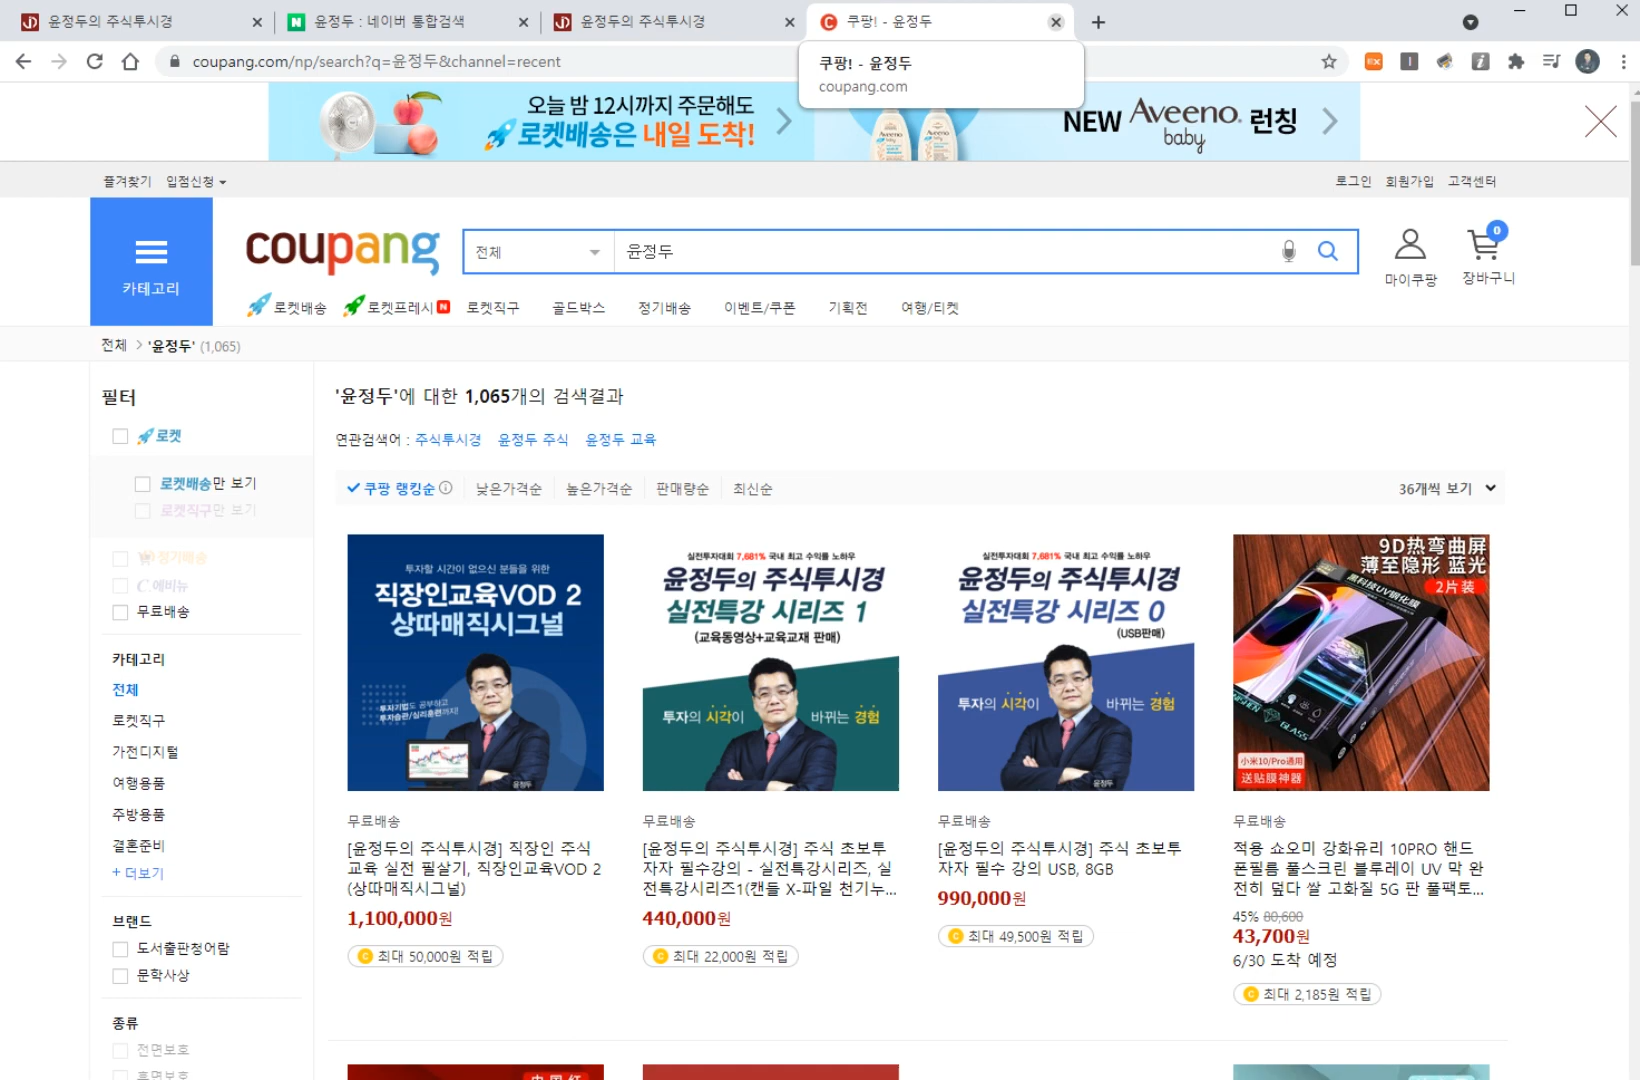 윤정두의 주식투시경
윤정두 : 네이버 통합검색
윤정두의 주식투시경
쿠팡! - 윤정두
coupang.com/np/search?q=윤정두&channel=recent
쿠팡! - 윤정두
coupang.com
오늘 밤 12시까지 주문해도
로켓배송은 내일 도착!
NEW Aveeno baby 런칭
즐겨찾기 입점신청
로그인 회원가입 고객센터
카테고리
coupang
전체
윤정두
마이쿠팡
0
장바구니
로켓배송 로켓프레시 N 로켓직구 골드박스 정기배송 이벤트/쿠폰 기획전 여행/티켓
전체 > '윤정두' (1,065)
필터
로켓
로켓배송만 보기
로켓직구만 보기
정기배송
C.에비뉴
무료배송
카테고리
전체
로켓직구
가전디지털
여행용품
주방용품
결혼준비
+ 더보기
브랜드
도서출판청어람
문학사상
종류
전면보호
후면보호
'윤정두'에 대한 1,065개의 검색결과
연관검색어 : 주식투시경 윤정두 주식 윤정두 교육
쿠팡 랭킹순 낮은가격순 높은가격순 판매량순 최신순
36개씩 보기
투자할 시간이 없으신 분들을 위한
직장인교육VOD 2
상따매직시그널
투자기법도 공부하고
투자습관/심리훈련까지!
윤정두
무료배송
[윤정두의 주식투시경] 직장인 주식
교육 실전 필살기, 직장인교육VOD 2
(상따매직시그널)
1,100,000원
최대 50,000원 적립
실전투자대회 7,681% 국내 최고 수익률 노하우
윤정두의 주식투시경
실전특강 시리즈 1
(교육동영상+교육교재 판매)
투자의 시각이 바뀌는 경험
무료배송
[윤정두의 주식투시경] 주식 초보투
자자 필수강의 - 실전특강시리즈, 실
전특강시리즈1(캔들 X-파일 천기누...
440,000원
최대 22,000원 적립
실전투자대회 7,681% 국내 최고 수익률 노하우
윤정두의 주식투시경
실전특강 시리즈 0
(USB판매)
투자의 시각이 바뀌는 경험
윤정두
무료배송
[윤정두의 주식투시경] 주식 초보투
자자 필수 강의 USB, 8GB
990,000원
최대 49,500원 적립
9D热弯曲屏
薄至隐形 蓝光
2片装
黑科技UV钢化膜
GLASS
小米10/Pro通用
送贴膜神器
무료배송
적용 쇼오미 강화유리 10PRO 핸드
폰필름 풀스크린 블루레이 UV 막 완
전히 덮다 쌀 고화질 5G 판 풀팩토...
45% 80,600
43,700원
6/30 도착 예정
최대 2,185원 적립
中国红